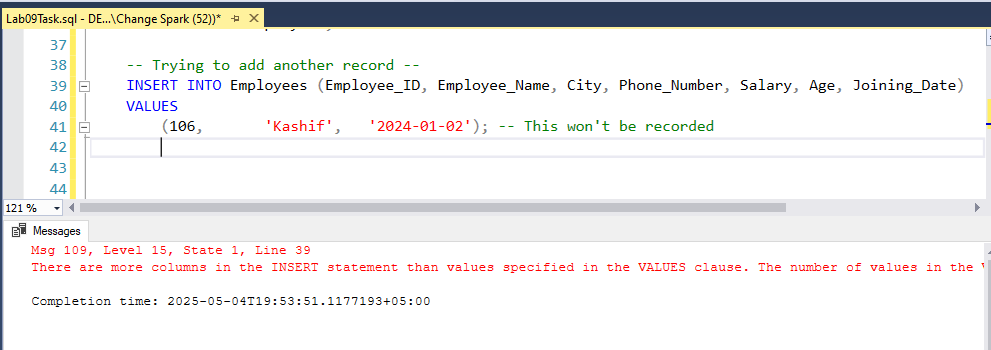 Lab09Task.sql - DE...\Change Spark (52))*
37
38 -- Trying to add another record --
39 INSERT INTO Employees (Employee_ID, Employee_Name, City, Phone_Number, Salary, Age, Joining_Date)
40 VALUES
41 (106, 'Kashif', '2024-01-02'); -- This won't be recorded
42
43
44
121 %
Messages
Msg 109, Level 15, State 1, Line 39
There are more columns in the INSERT statement than values specified in the VALUES clause. The number of values in the
Completion time: 2025-05-04T19:53:51.1177193+05:00